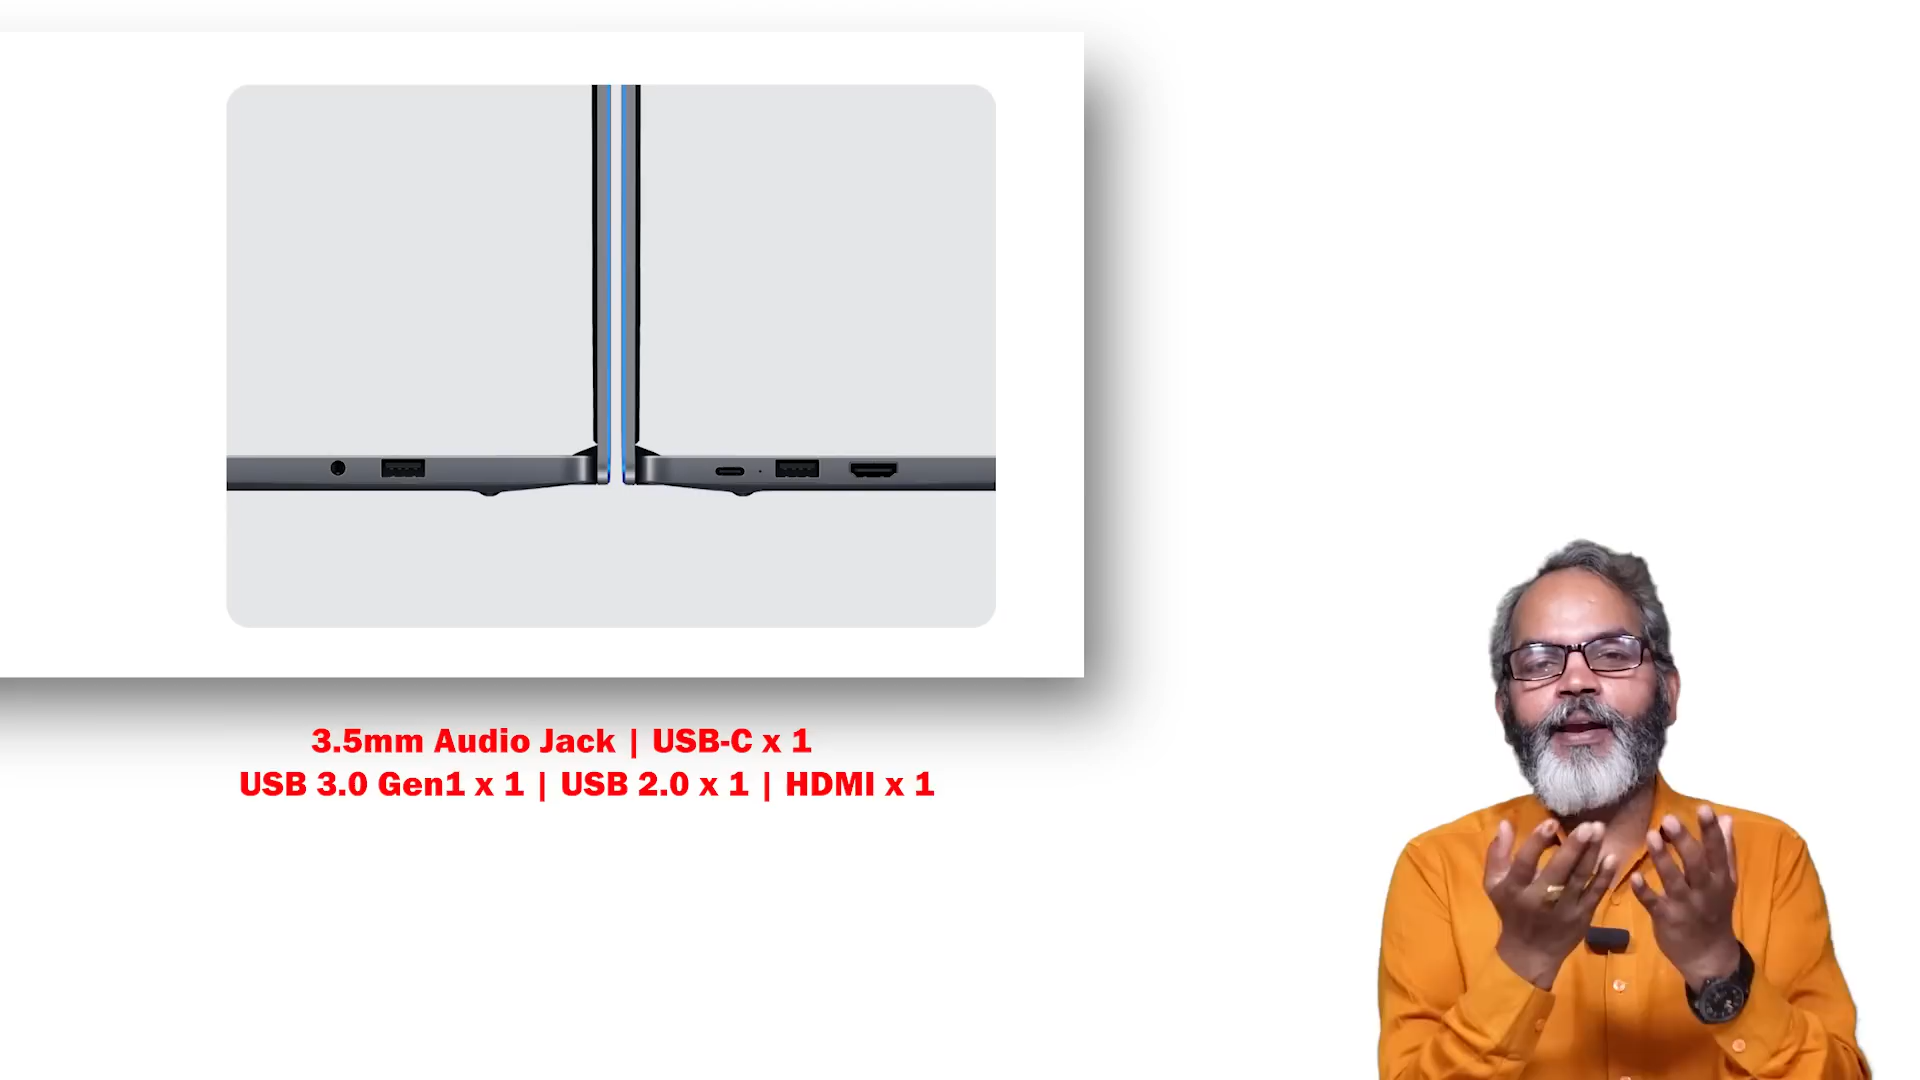 3.5mm Audio Jack | USB-C x 1
USB 3.0 Gen1 x 1 | USB 2.0 x 1 | HDMI x 1